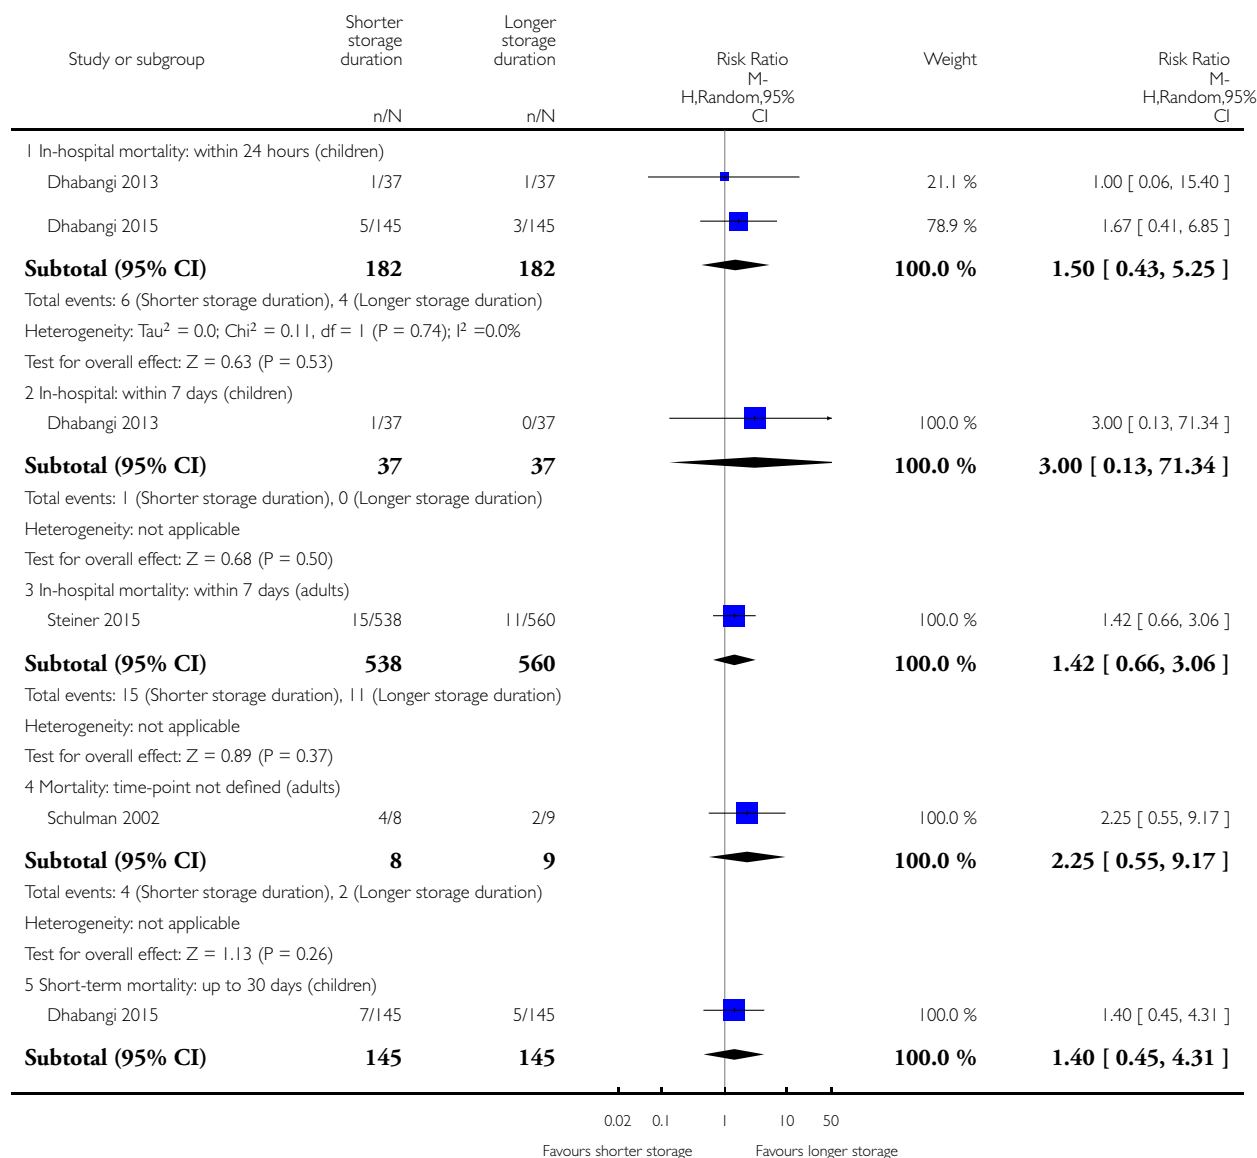 Study or subgroup Shorter storage duration Longer storage duration Risk Ratio Weight Risk Ratio
n/N n/N M-H,Random,95% CI M-H,Random,95% CI
1 In-hospital mortality: within 24 hours (children)
Dhabangi 2013 1/37 1/37 21.1 % 1.00 [ 0.06, 15.40 ]
Dhabangi 2015 5/145 3/145 78.9 % 1.67 [ 0.41, 6.85 ]
Subtotal (95% CI) 182 182 100.0 % 1.50 [ 0.43, 5.25 ]
Total events: 6 (Shorter storage duration), 4 (Longer storage duration)
Heterogeneity: Tau² = 0.0; Chi² = 0.11, df = 1 (P = 0.74); I² =0.0%
Test for overall effect: Z = 0.63 (P = 0.53)
2 In-hospital: within 7 days (children)
Dhabangi 2013 1/37 0/37 100.0 % 3.00 [ 0.13, 71.34 ]
Subtotal (95% CI) 37 37 100.0 % 3.00 [ 0.13, 71.34 ]
Total events: 1 (Shorter storage duration), 0 (Longer storage duration)
Heterogeneity: not applicable
Test for overall effect: Z = 0.68 (P = 0.50)
3 In-hospital mortality: within 7 days (adults)
Steiner 2015 15/538 11/560 100.0 % 1.42 [ 0.66, 3.06 ]
Subtotal (95% CI) 538 560 100.0 % 1.42 [ 0.66, 3.06 ]
Total events: 15 (Shorter storage duration), 11 (Longer storage duration)
Heterogeneity: not applicable
Test for overall effect: Z = 0.89 (P = 0.37)
4 Mortality: time-point not defined (adults)
Schulman 2002 4/8 2/9 100.0 % 2.25 [ 0.55, 9.17 ]
Subtotal (95% CI) 8 9 100.0 % 2.25 [ 0.55, 9.17 ]
Total events: 4 (Shorter storage duration), 2 (Longer storage duration)
Heterogeneity: not applicable
Test for overall effect: Z = 1.13 (P = 0.26)
5 Short-term mortality: up to 30 days (children)
Dhabangi 2015 7/145 5/145 100.0 % 1.40 [ 0.45, 4.31 ]
Subtotal (95% CI) 145 145 100.0 % 1.40 [ 0.45, 4.31 ]
0.02 0.1 1 10 50
Favours shorter storage Favours longer storage